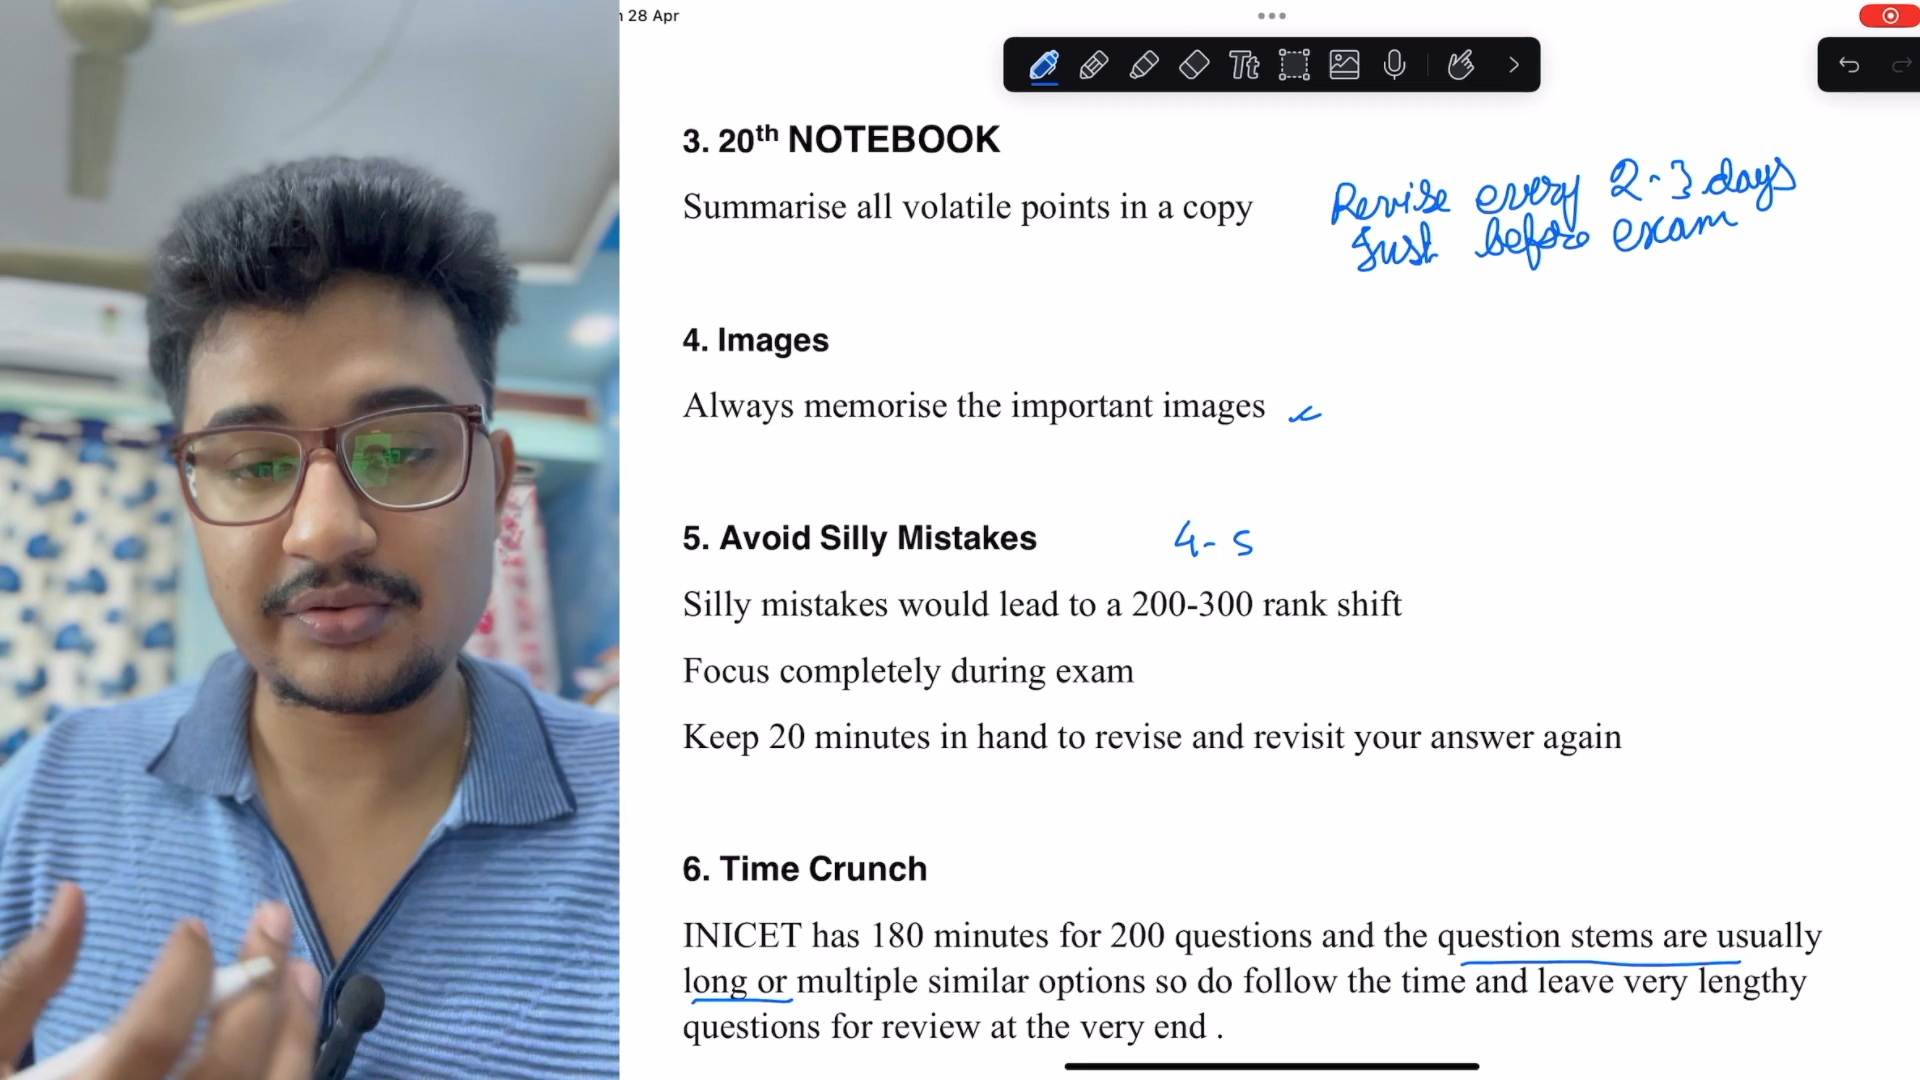 28 Apr
Tt
3. 20th NOTEBOOK
Summarise all volatile points in a copy
Revise every 2-3 days
Just before exam
4. Images
Always memorise the important images
5. Avoid Silly Mistakes
4-5
Silly mistakes would lead to a 200-300 rank shift
Focus completely during exam
Keep 20 minutes in hand to revise and revisit your answer again
6. Time Crunch
INICET has 180 minutes for 200 questions and the question stems are usually
long or multiple similar options so do follow the time and leave very lengthy
questions for review at the very end .